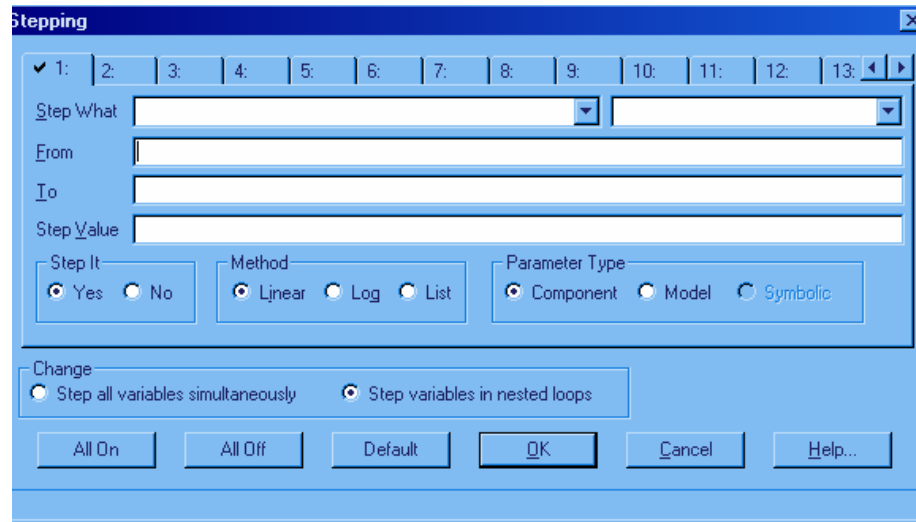 Stepping
1: 2: 3: 4: 5: 6: 7: 8: 9: 10: 11: 12: 13:
Step What
From
To
Step Value
Step It Method Parameter Type
Yes No Linear Log List Component Model Symbolic
Change
Step all variables simultaneously Step variables in nested loops
All On All Off Default OK Cancel Help...